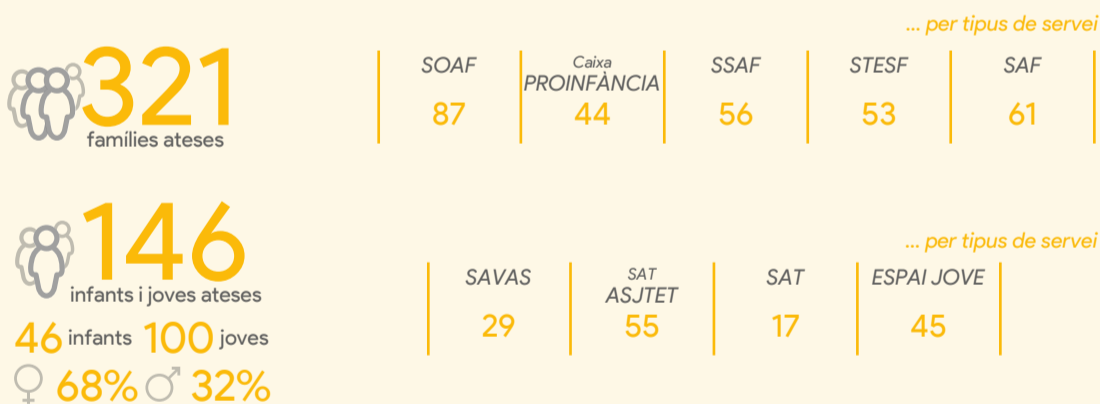 ... per tipus de servei
321
famílies ateses
SOAF
87
Caixa
PROINFÀNCIA
44
SSAF
56
STESF
53
SAF
61
146
infants i joves ateses
46 infants 100 joves
♀ 68% ♂ 32%
... per tipus de servei
SAVAS
29
SAT
ASJTET
55
SAT
17
ESPAI JOVE
45